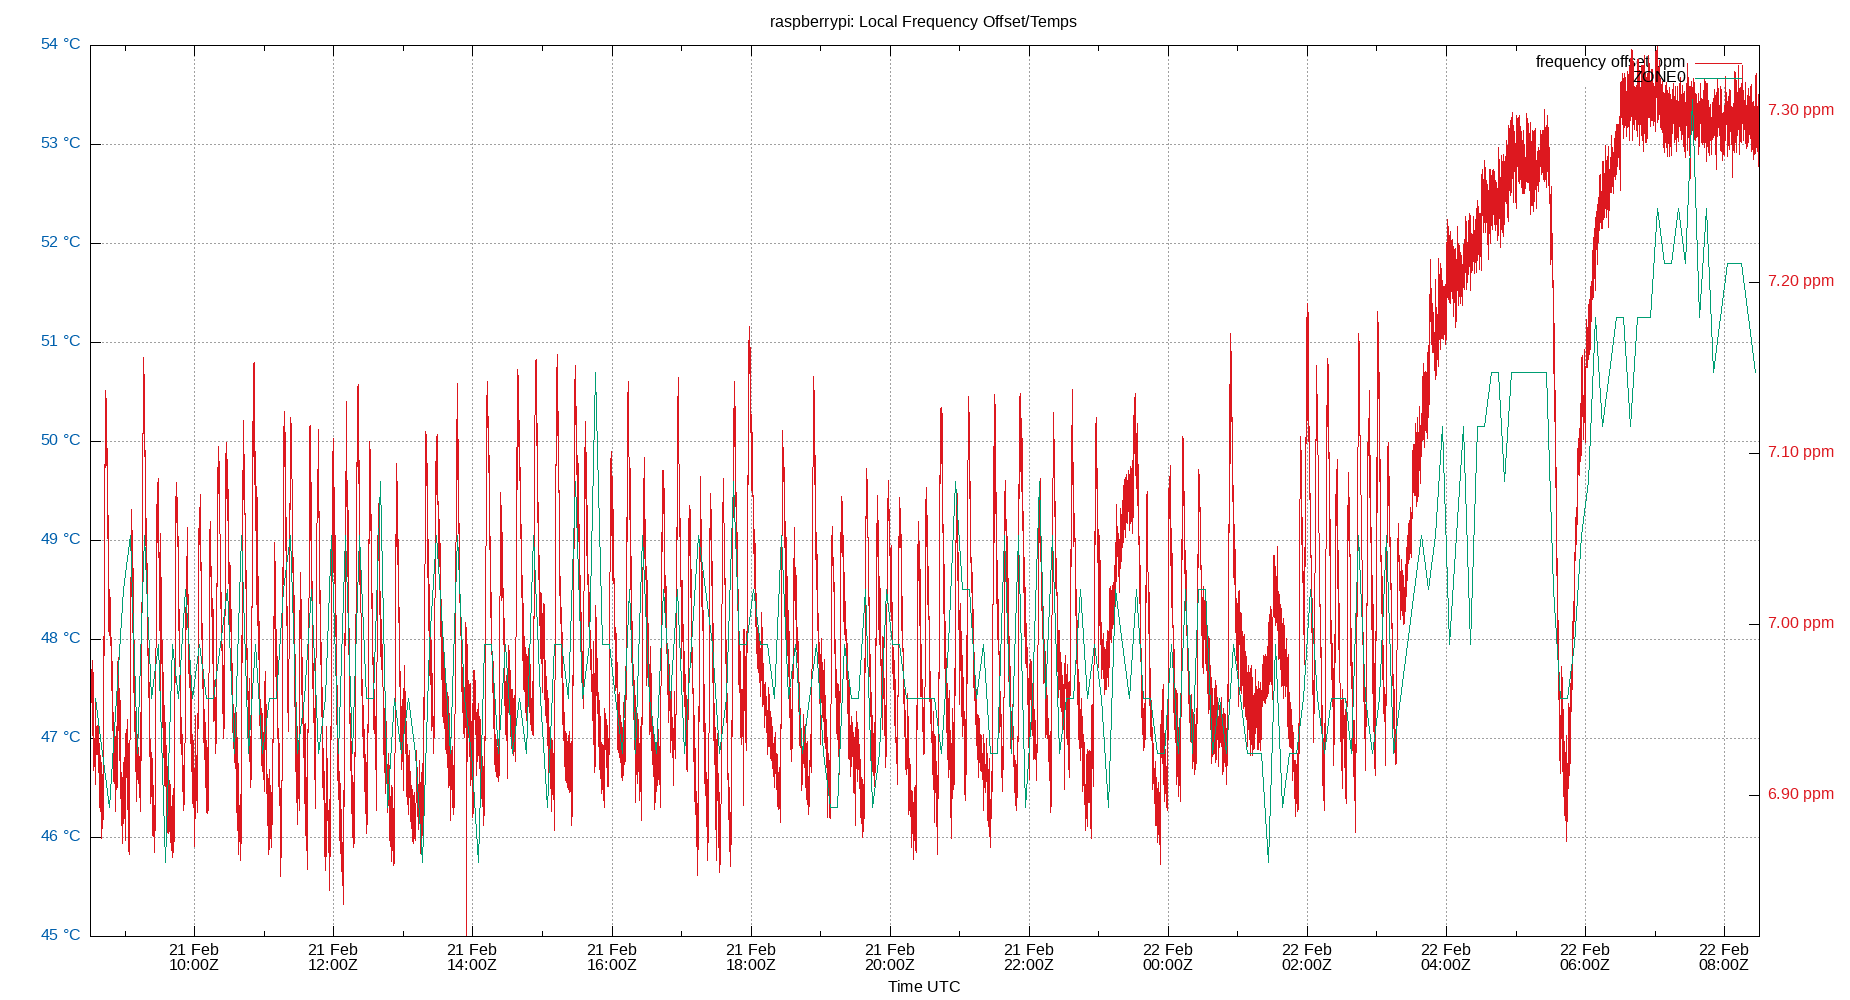 raspberrypi: Local Frequency Offset/Temps
54 °C
53 °C
52 °C
51 °C
50 °C
49 °C
48 °C
47 °C
46 °C
45 °C
frequency offset ppm
ZONE0
7.30 ppm
7.20 ppm
7.10 ppm
7.00 ppm
6.90 ppm
21 Feb 21 Feb 21 Feb 21 Feb 21 Feb 21 Feb 21 Feb 22 Feb 22 Feb 22 Feb 22 Feb 22 Feb
10:00Z 12:00Z 14:00Z 16:00Z 18:00Z 20:00Z 22:00Z 00:00Z 02:00Z 04:00Z 06:00Z 08:00Z
Time UTC